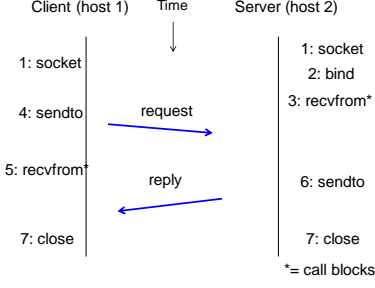 Client (host 1) Time Server (host 2)
1: socket
1: socket
2: bind
3: recvfrom*
4: sendto
request
5: recvfrom*
reply
6: sendto
7: close
7: close
*= call blocks